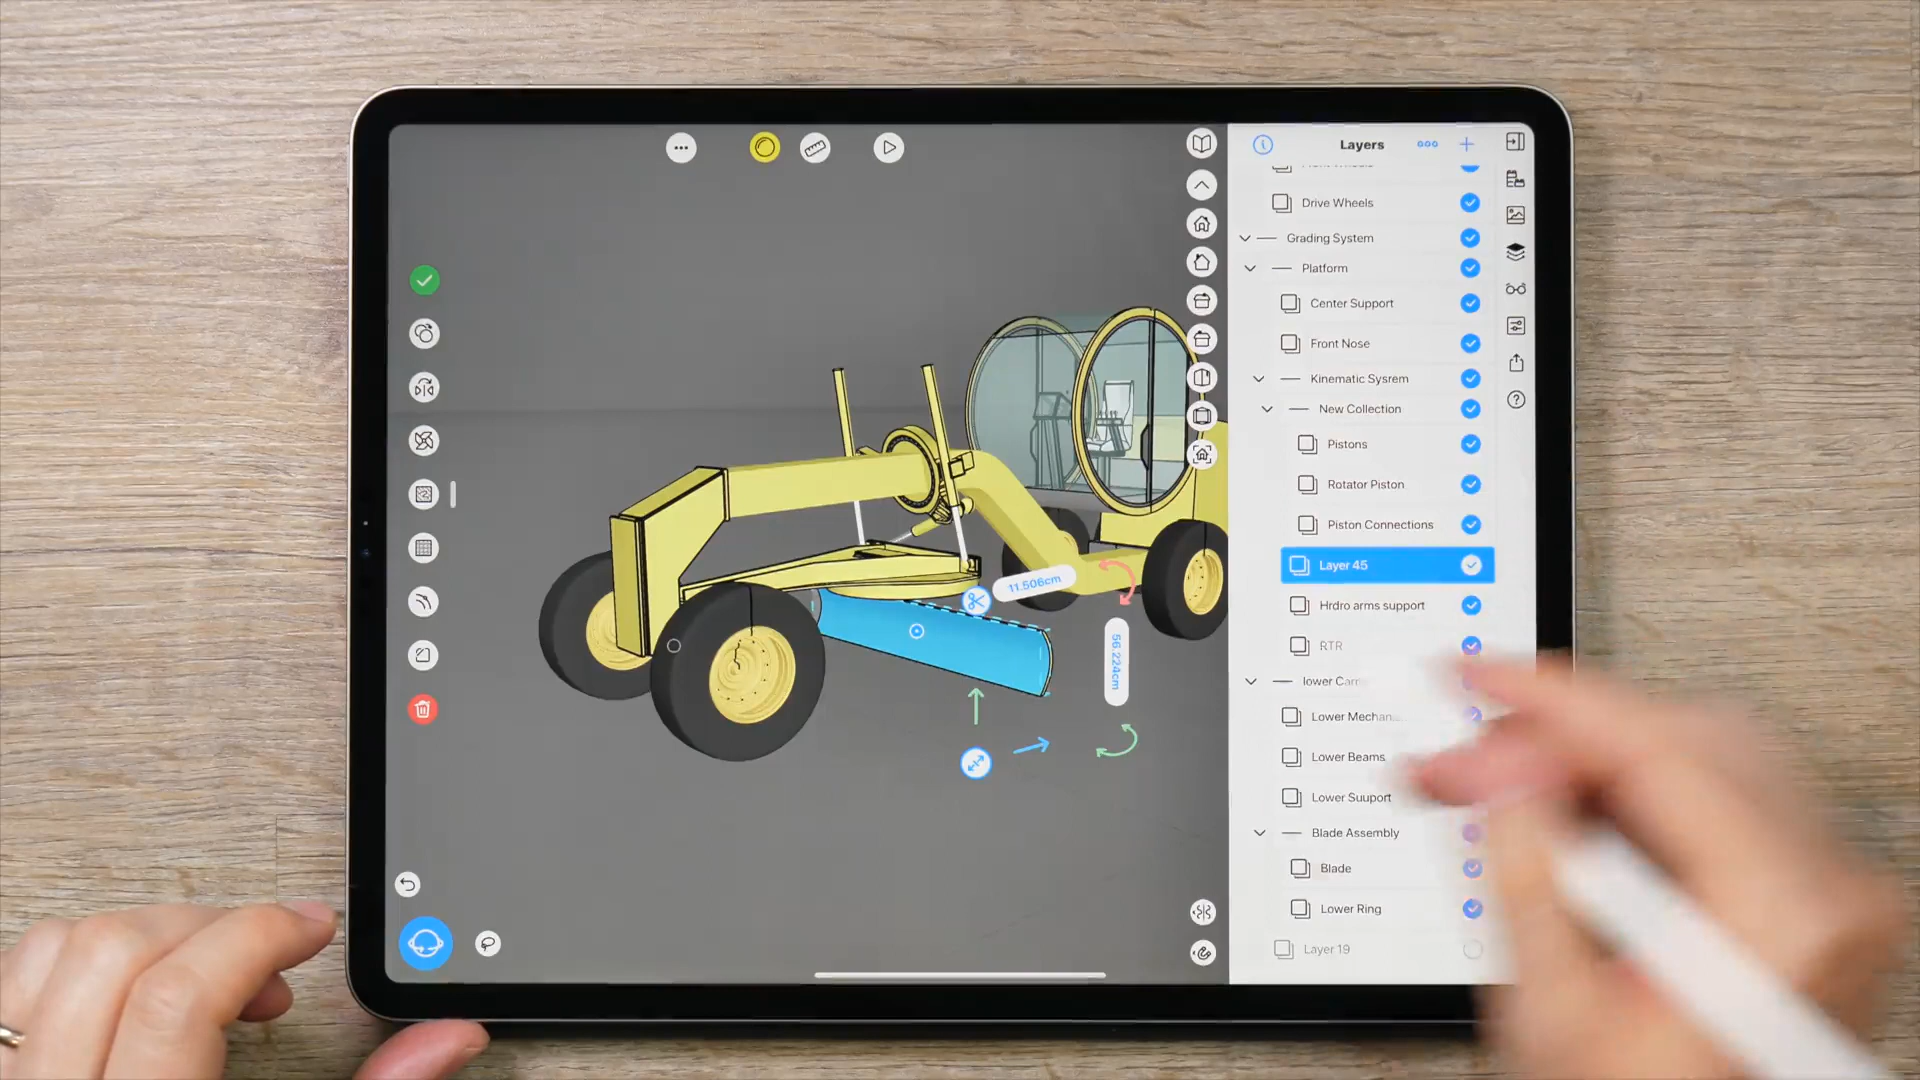 Layers
Drive Wheels
Grading System
Platform
Center Support
Front Nose
Kinematic Sysrem
New Collection
Pistons
Rotator Piston
Piston Connections
Layer 45
Hrdro arms support
RTR
lower
Lower
Lower Beams
Lower Suuport
Blade Assembly
Blade
Lower Ring
Layer 19
11.506cm
56.224cm